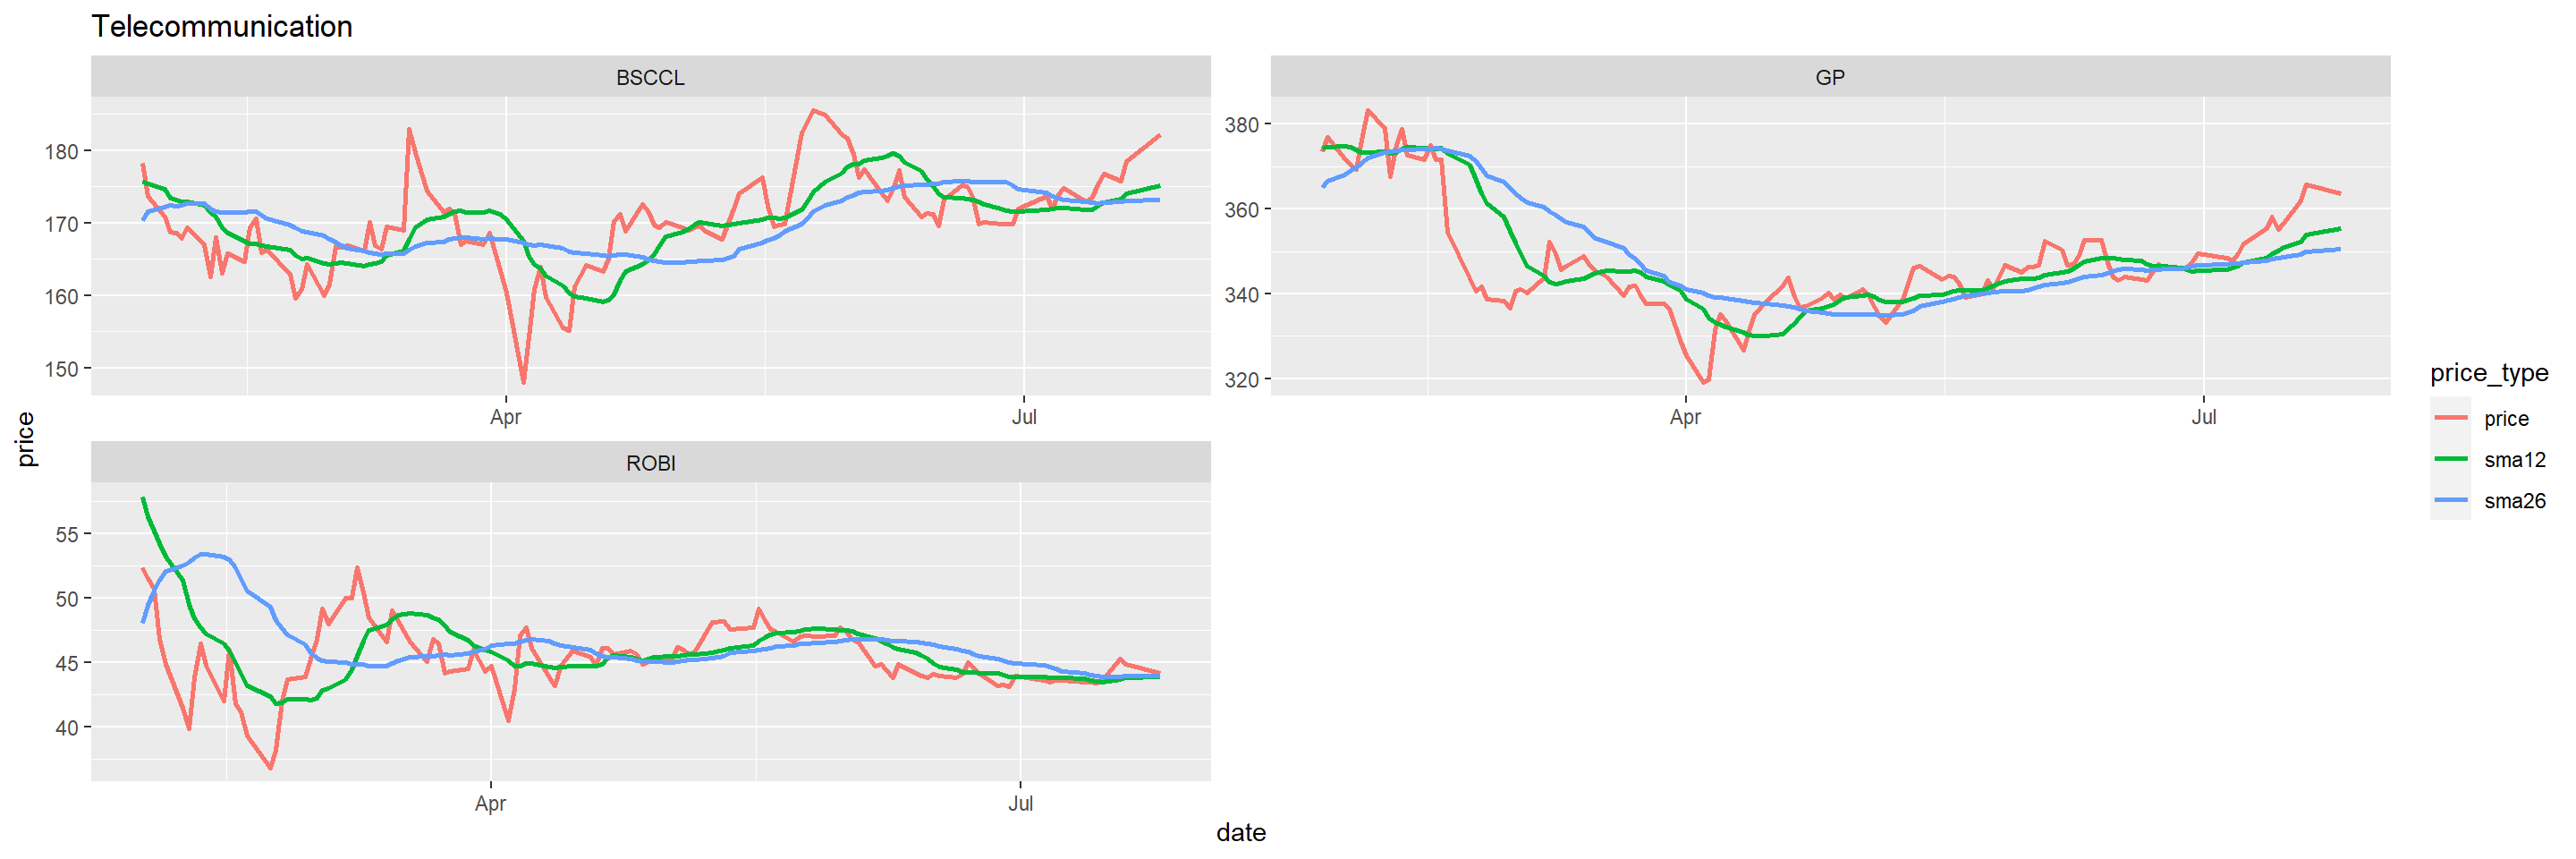 Telecommunication
BSCCL
180
170
160
150
Apr
Jul
GP
380
360
340
320
Apr
Jul
ROBI
55
50
45
40
Apr
Jul
price
date
price_type
price
sma12
sma26